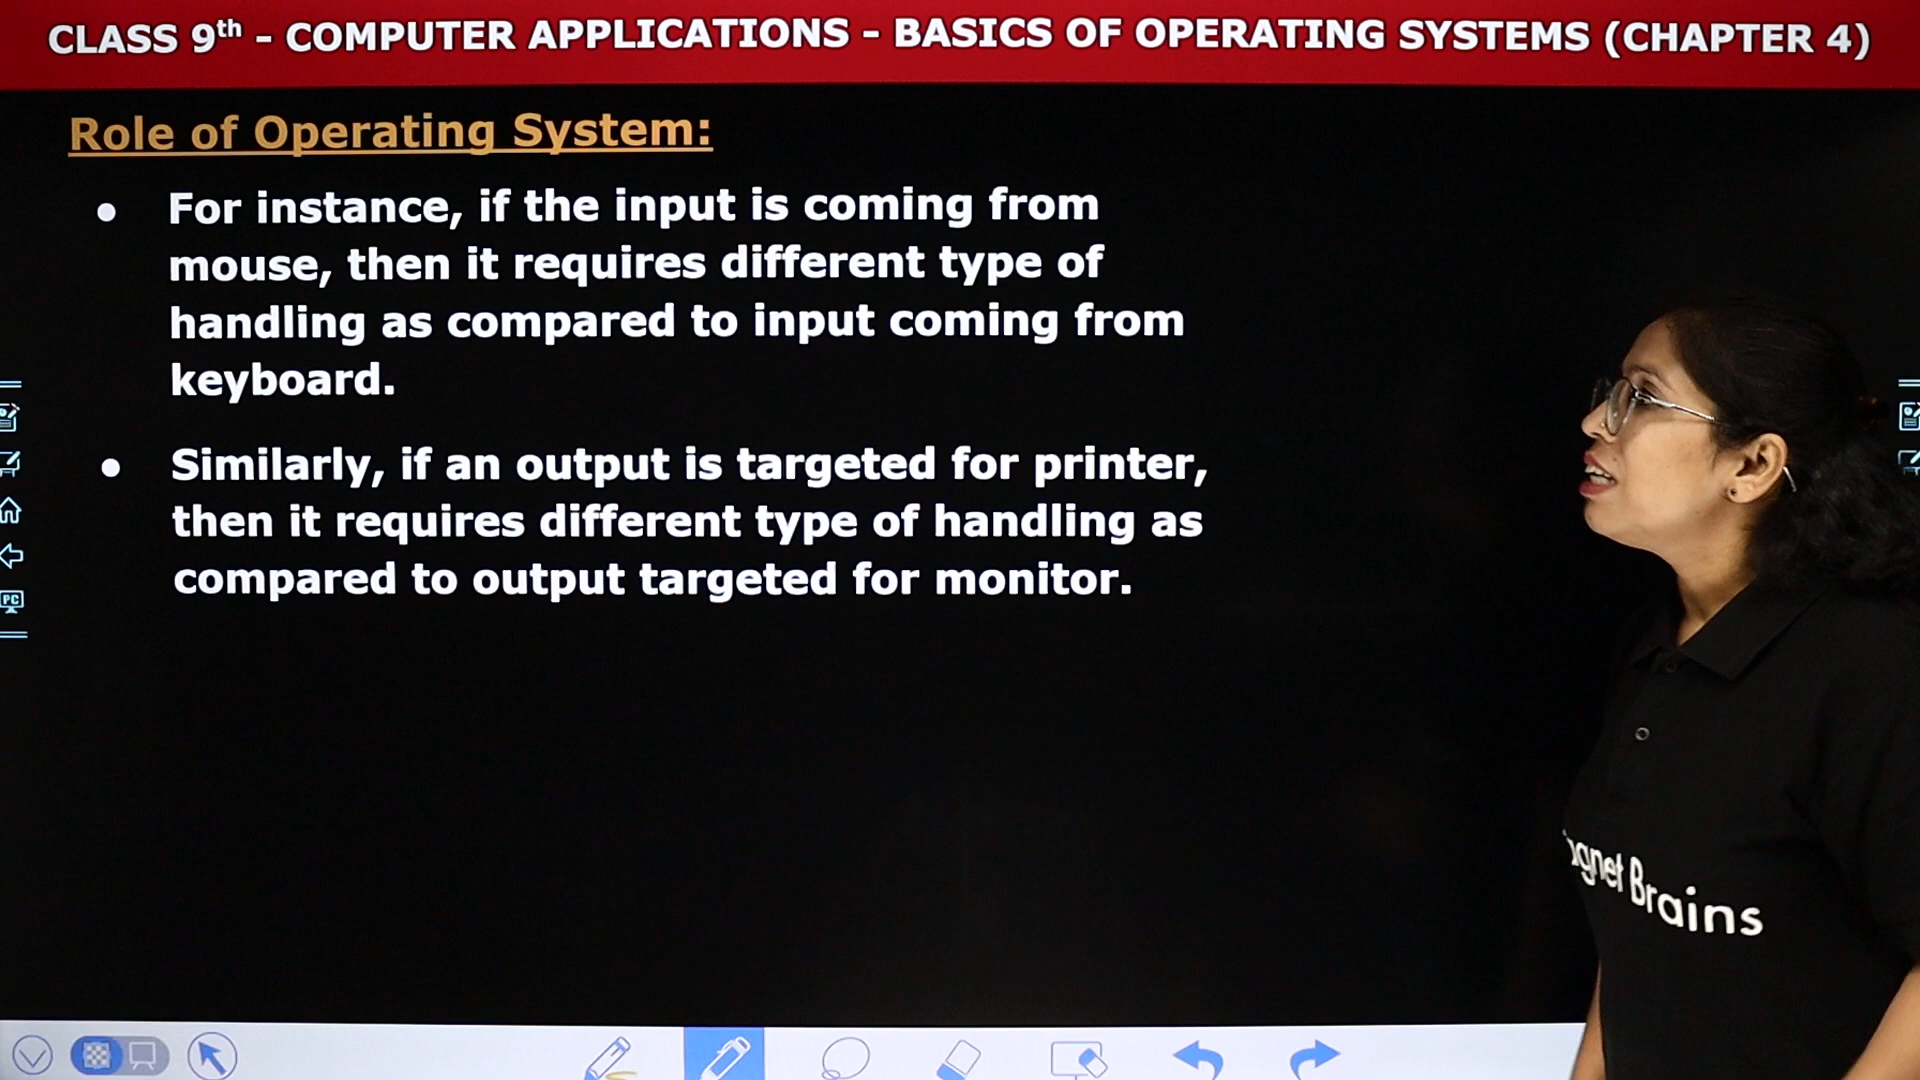 CLASS 9th - COMPUTER APPLICATIONS - BASICS OF OPERATING SYSTEMS (CHAPTER 4)
Role of Operating System:
• For instance, if the input is coming from
mouse, then it requires different type of
handling as compared to input coming from
keyboard.
• Similarly, if an output is targeted for printer,
then it requires different type of handling as
compared to output targeted for monitor.
PC
agnet Brains